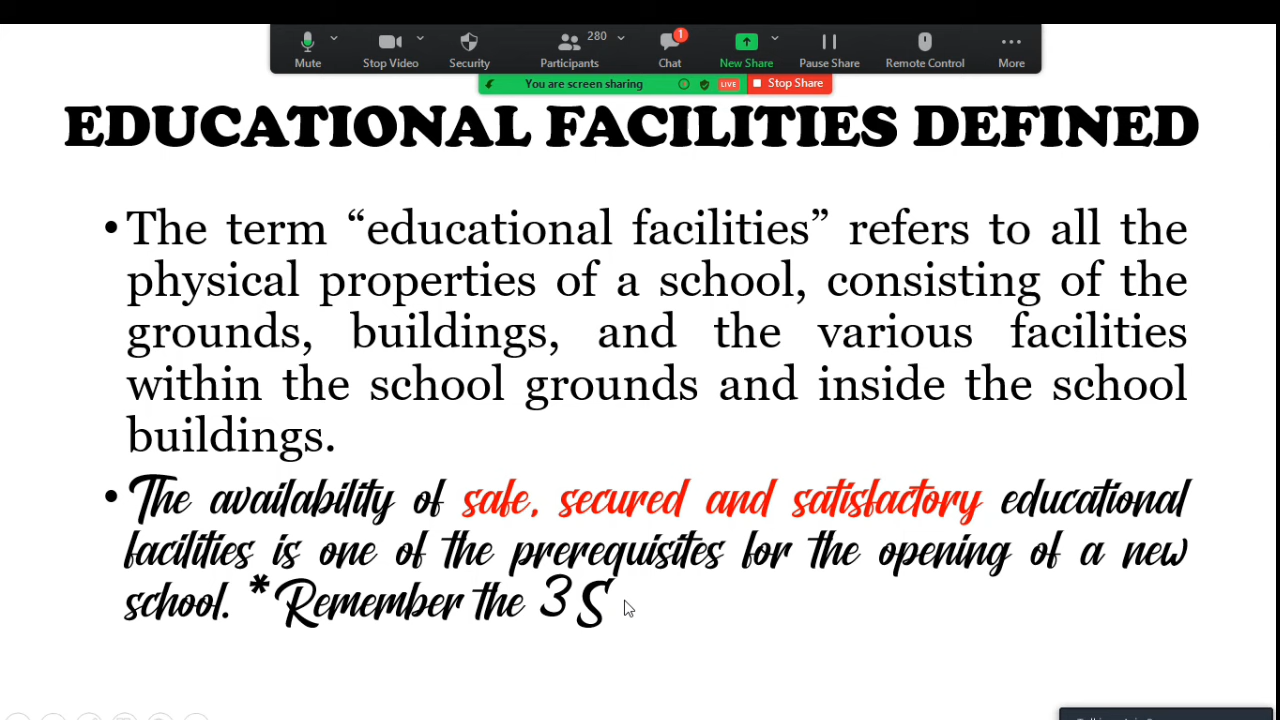 280
1
Mute
Stop Video
Security
Participants
Chat
New Share
Pause Share
Remote Control
More
You are screen sharing
LIVE
Stop Share
EDUCATIONAL FACILITIES DEFINED
• The term “educational facilities” refers to all the
physical properties of a school, consisting of the
grounds, buildings, and the various facilities
within the school grounds and inside the school
buildings.
• The availability of safe, secured and satisfactory educational
facilities is one of the prerequisites for the opening of a new
school. *Remember the 3 S